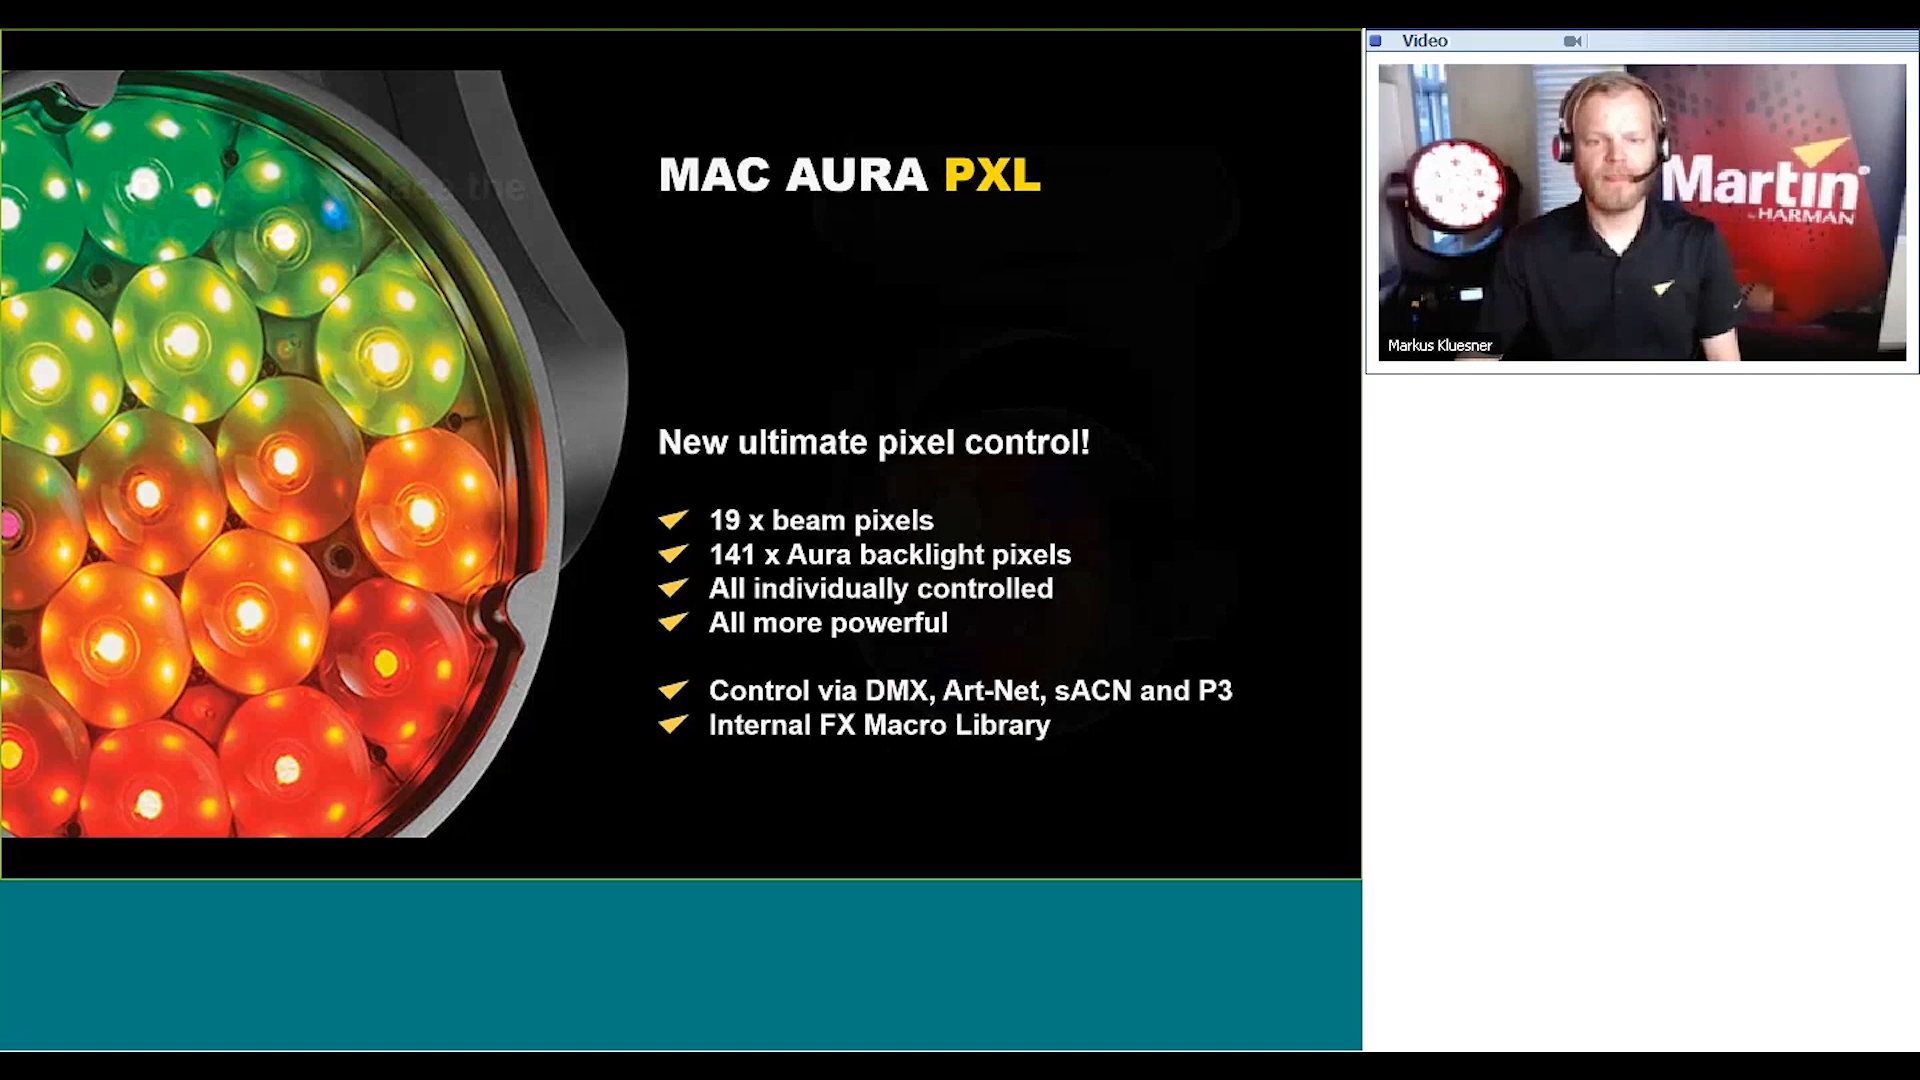 MAC AURA PXL
New ultimate pixel control!
19 x beam pixels
141 x Aura backlight pixels
All individually controlled
All more powerful
Control via DMX, Art-Net, sACN and P3
Internal FX Macro Library
Video
Martin®
by HARMAN
Markus Kluesner